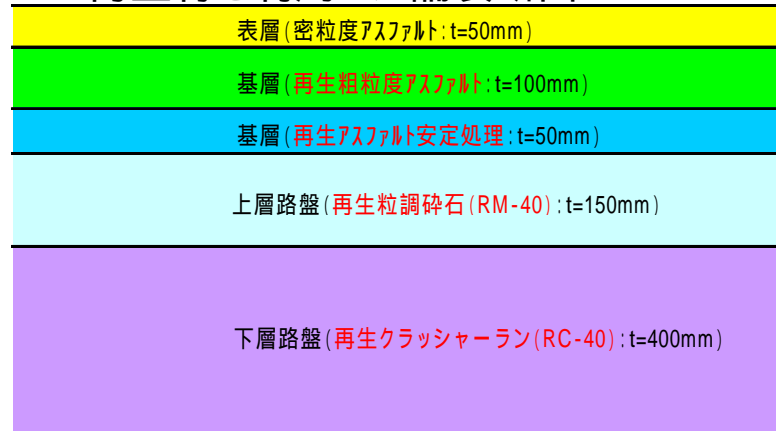 表層(密粒度ｱｽﾌｧﾙﾄ:t=50mm)
基層(再生粗粒度ｱｽﾌｧﾙﾄ:t=100mm)
基層(再生ｱｽﾌｧﾙﾄ安定処理:t=50mm)
上層路盤(再生粒調砕石(RM-40):t=150mm)
下層路盤(再生クラッシャーラン(RC-40):t=400mm)